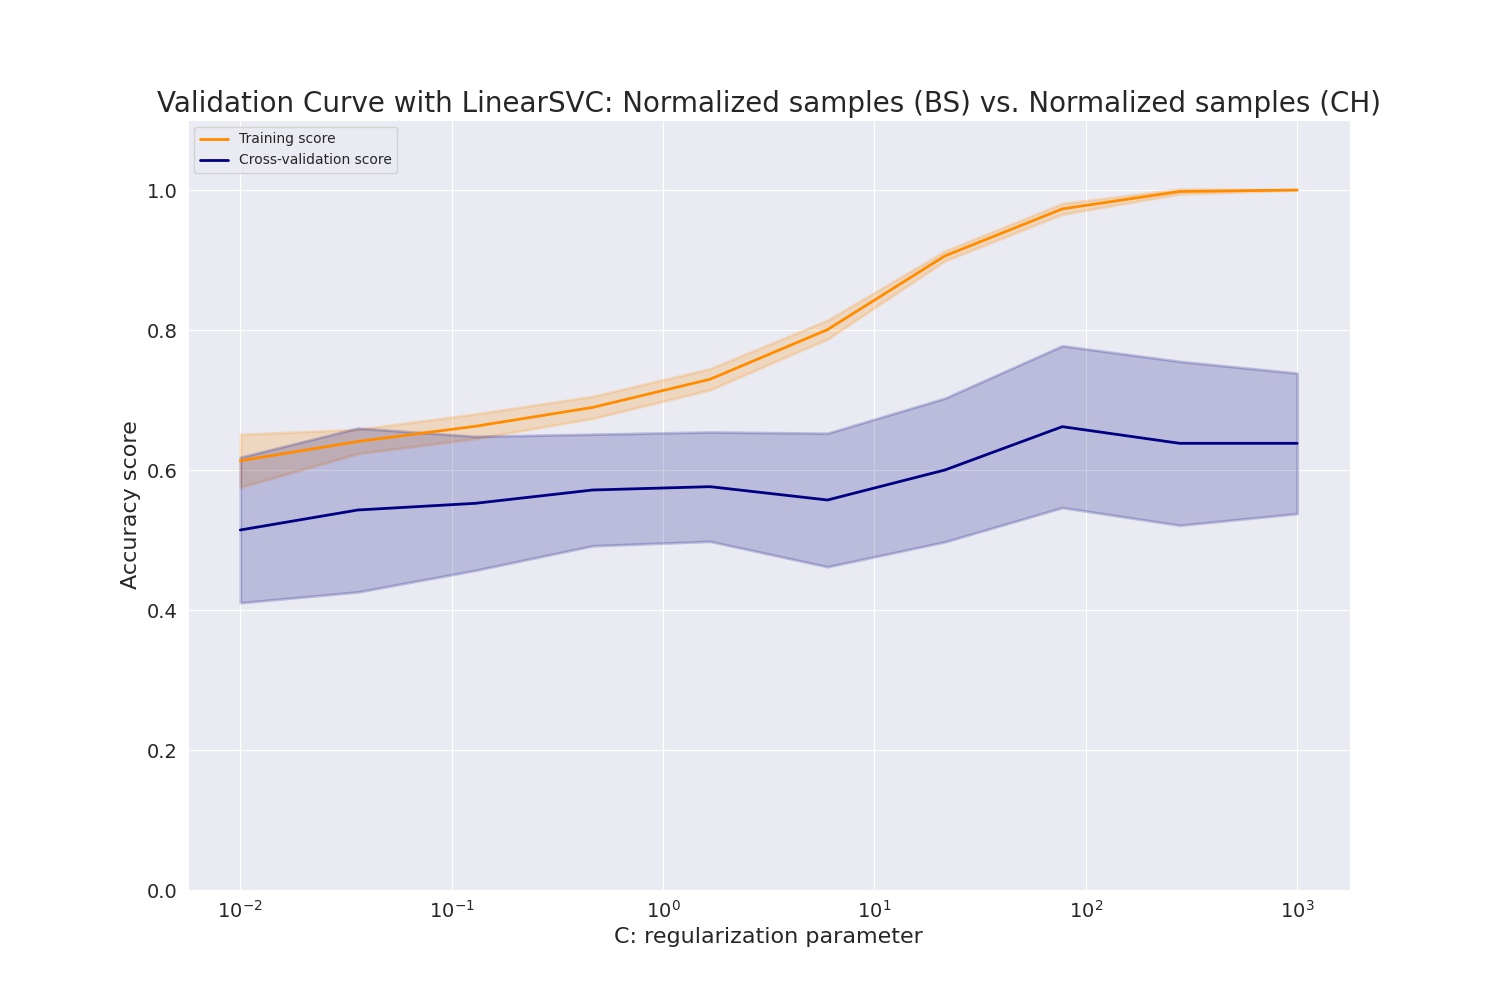 Validation Curve with LinearSVC: Normalized samples (BS) vs. Normalized samples (CH)
Training score
Cross-validation score
Accuracy score
1.0
0.8
0.6
0.4
0.2
0.0
10⁻² 10⁻¹ 10⁰ 10¹ 10² 10³
C: regularization parameter